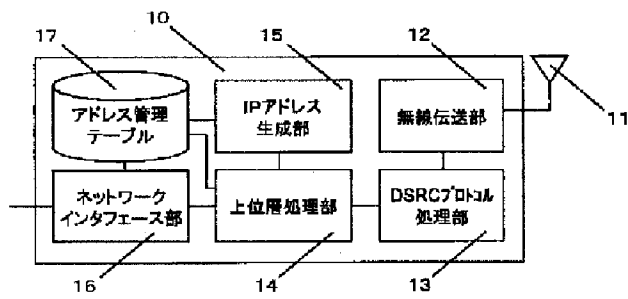 17
10
15
12
11
アドレス管理
テーブル
IPアドレス
生成部
無線伝送部
ネットワーク
インタフェース部
上位層処理部
DSRCプロトコル
処理部
16
14
13